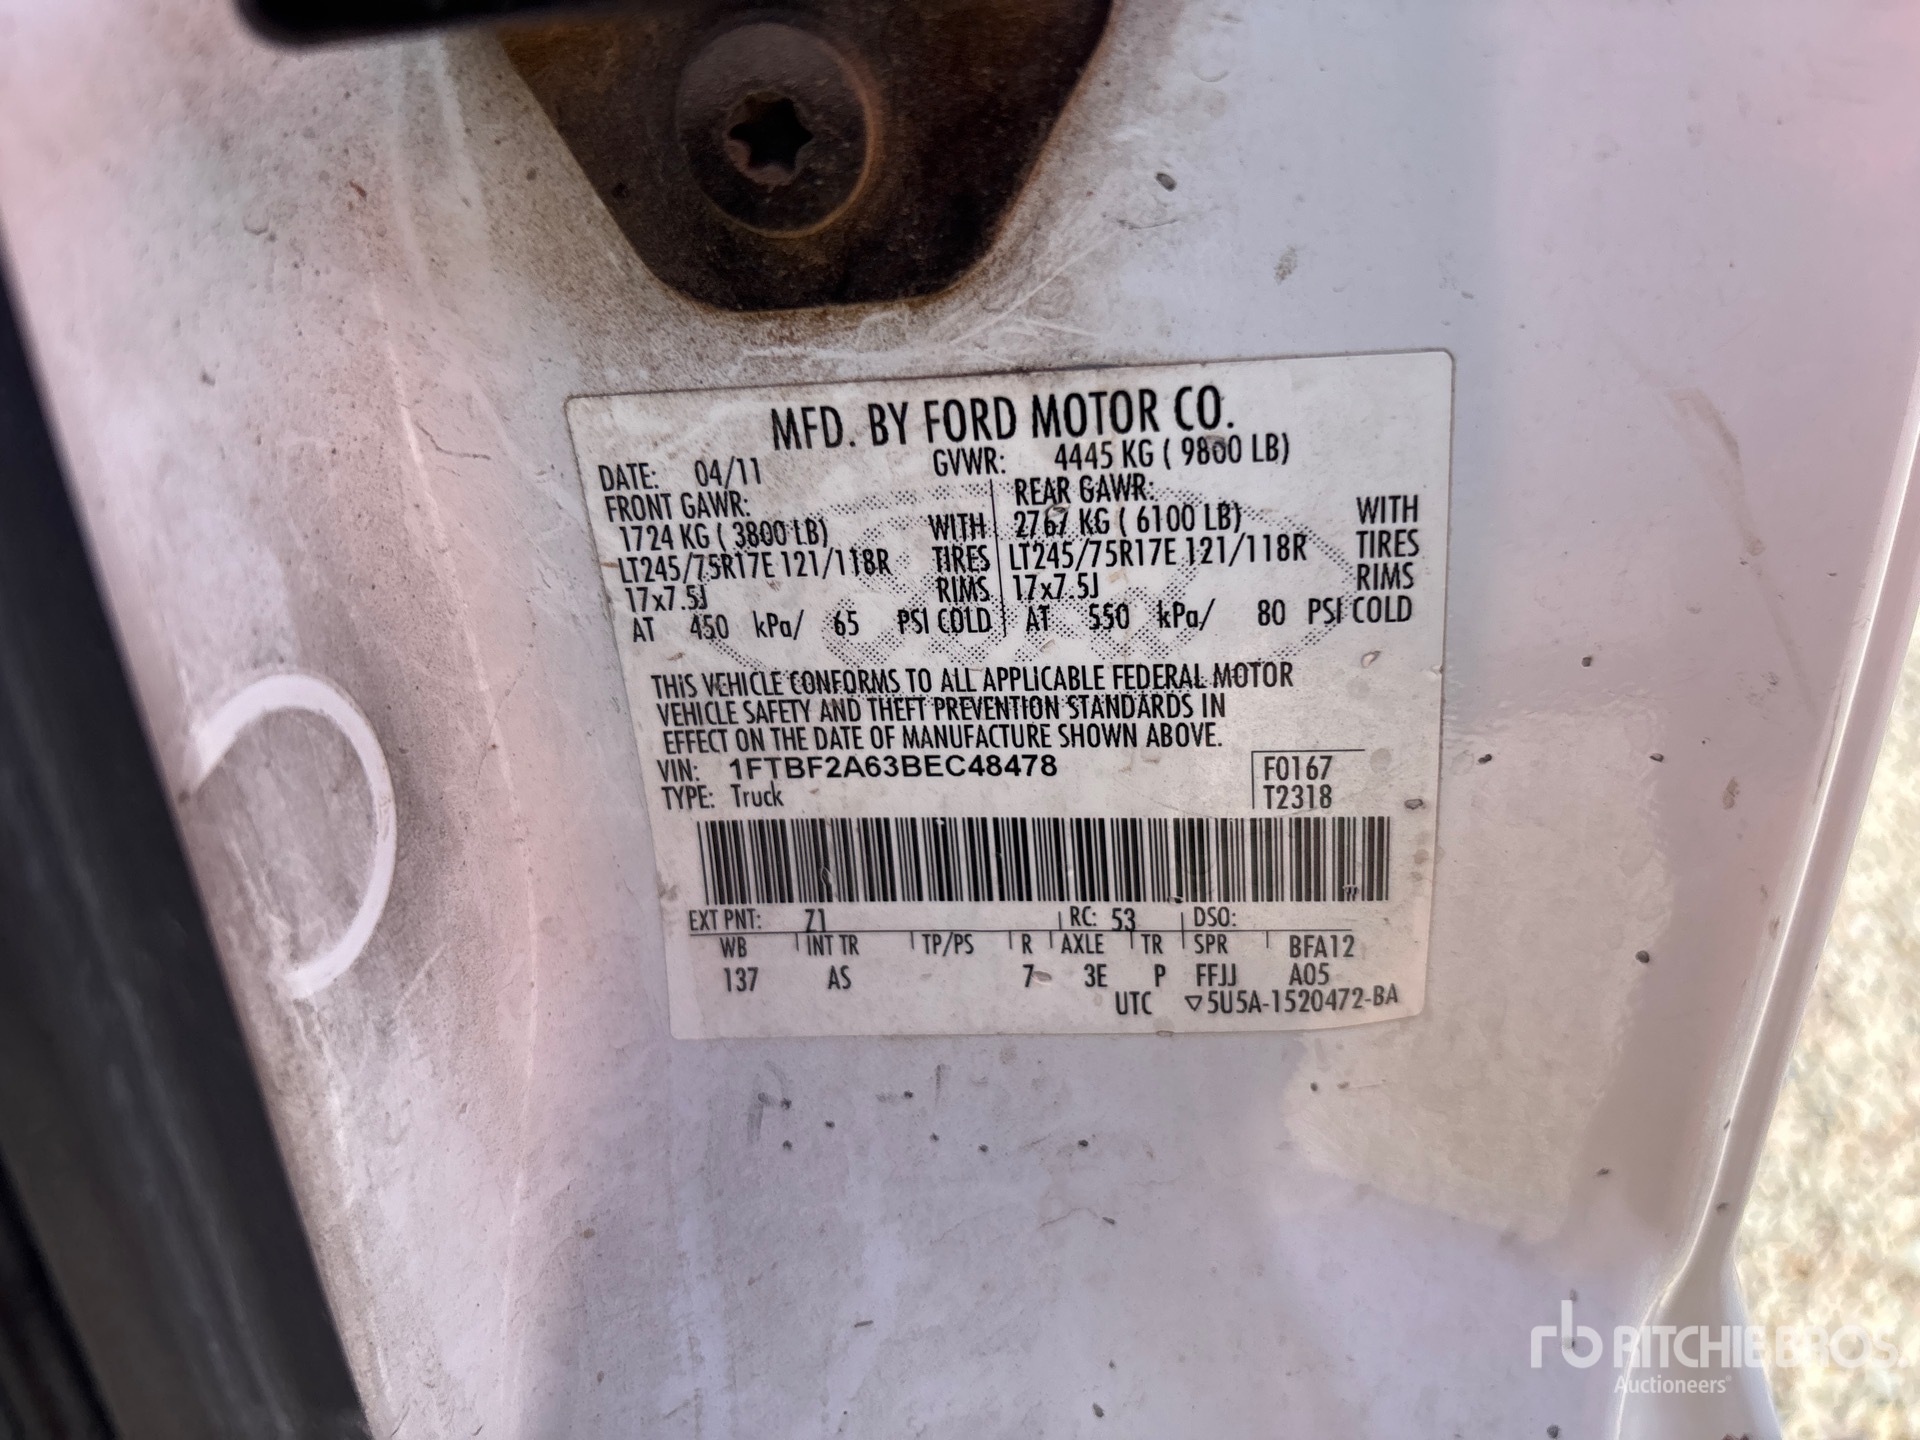 MFD. BY FORD MOTOR CO.
DATE: 04/11 GVWR: 4445 KG ( 9800 LB)
FRONT GAWR: REAR GAWR:
1724 KG ( 3800 LB) WITH 2767 KG ( 6100 LB) WITH
LT245/75R17E 121/118R TIRES LT245/75R17E 121/118R TIRES
17x7.5J RIMS 17x7.5J RIMS
AT 450 kPa/ 65 PSI COLD AT 550 kPa/ 80 PSI COLD
THIS VEHICLE CONFORMS TO ALL APPLICABLE FEDERAL MOTOR
VEHICLE SAFETY AND THEFT PREVENTION STANDARDS IN
EFFECT ON THE DATE OF MANUFACTURE SHOWN ABOVE.
VIN: 1FTBF2A63BEC48478 F0167
TYPE: Truck T2318
EXT PNT: Z1 RC: 53 DSO:
WB INT TR TP/PS R AXLE TR SPR BFA12
137 AS 7 3E P FFJJ A05
UTC ▽5U5A-1520472-BA
rb RITCHIE BROS.
Auctioneers